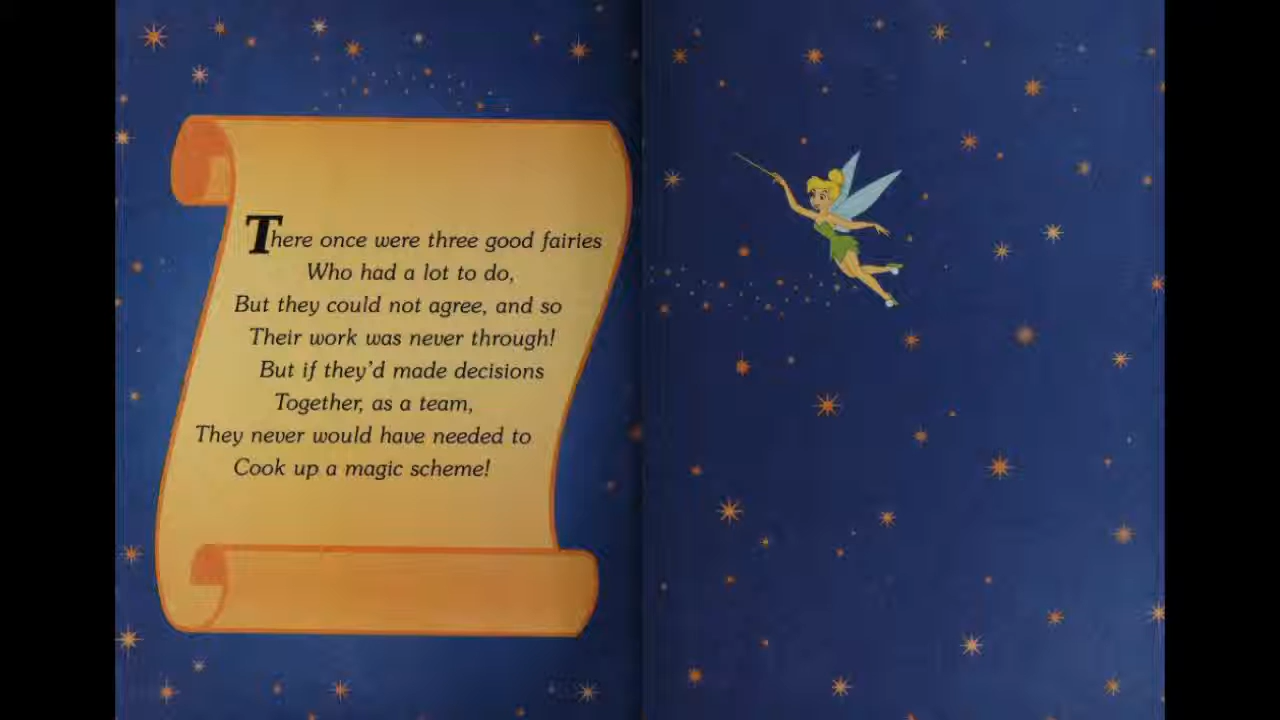 There once were three good fairies
Who had a lot to do,
But they could not agree, and so
Their work was never through!
But if they'd made decisions
Together, as a team,
They never would have needed to
Cook up a magic scheme!